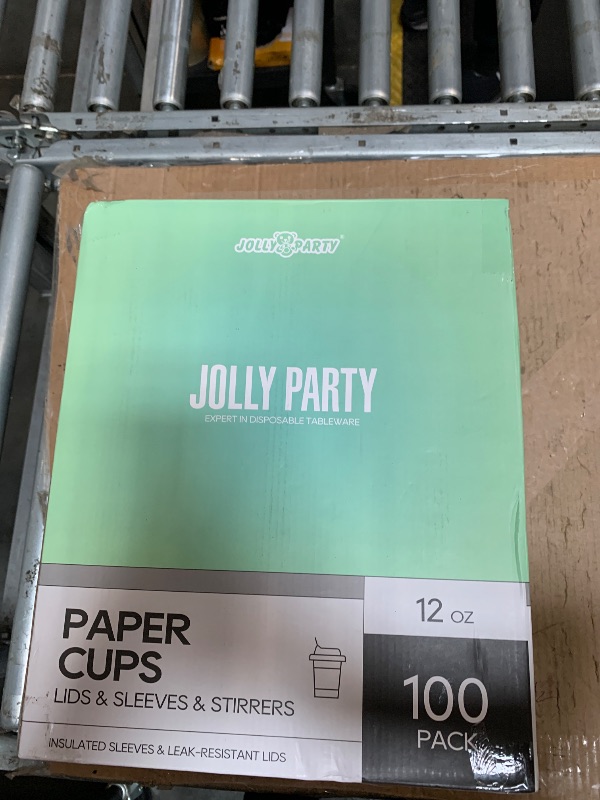 JOLLY PARTY®
JOLLY PARTY
EXPERT IN DISPOSABLE TABLEWARE
PAPER
CUPS
LIDS & SLEEVES & STIRRERS
INSULATED SLEEVES & LEAK-RESISTANT LIDS
12 OZ
100
PACK